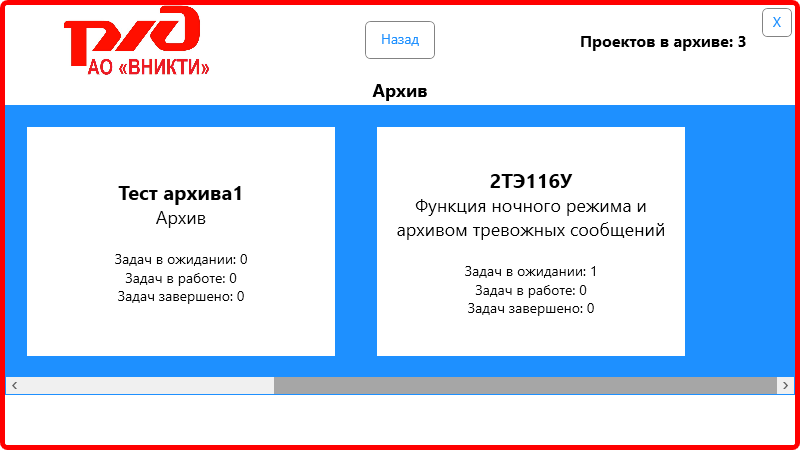 РЖД
АО «ВНИКТИ»
Назад
Проектов в архиве: 3
X
Архив
Тест архива1
Архив
Задач в ожидании: 0
Задач в работе: 0
Задач завершено: 0
2ТЭ116У
Функция ночного режима и
архивом тревожных сообщений
Задач в ожидании: 1
Задач в работе: 0
Задач завершено: 0